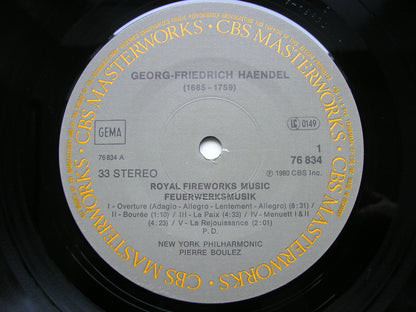 CBS MASTERWORKS · CBS MASTERWORKS · CBS MASTERWORKS · CBS MASTERWORKS ·
GEORG-FRIEDRICH HAENDEL
(1685 - 1759)
GEMA
LC 0149
76 834 A
1
76 834
33 STEREO
℗ 1980 CBS Inc.
ROYAL FIREWORKS MUSIC
FEUERWERKSMUSIK
I - Overture (Adagio - Allegro - Lentement - Allegro) (8:31) /
II - Bourée (1:10) / III - La Paix (4:33) / IV - Menuett I & II
(4:23) / V - La Rejouissance (2:01)
P. D.
NEW YORK PHILHARMONIC
PIERRE BOULEZ